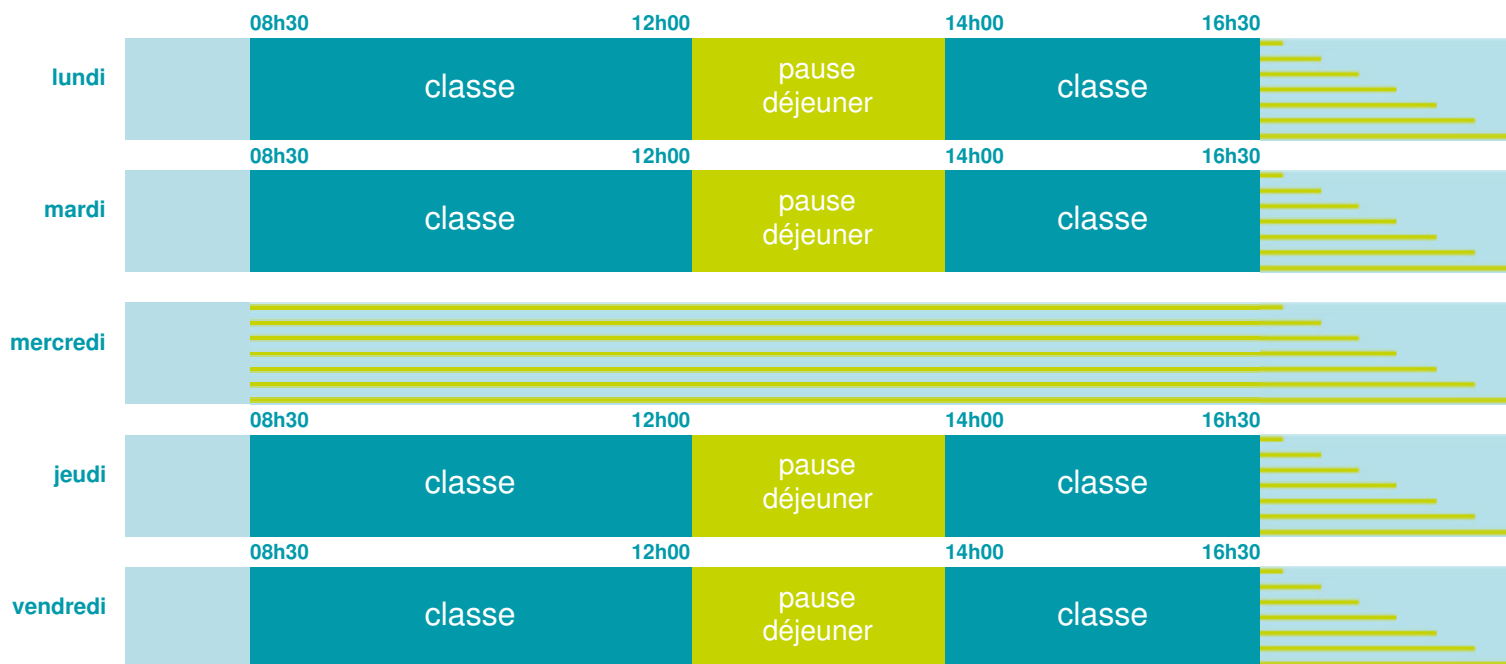 08h30 12h00 14h00 16h30
lundi classe pause déjeuner classe
08h30 12h00 14h00 16h30
mardi classe pause déjeuner classe
mercredi
08h30 12h00 14h00 16h30
jeudi classe pause déjeuner classe
08h30 12h00 14h00 16h30
vendredi classe pause déjeuner classe